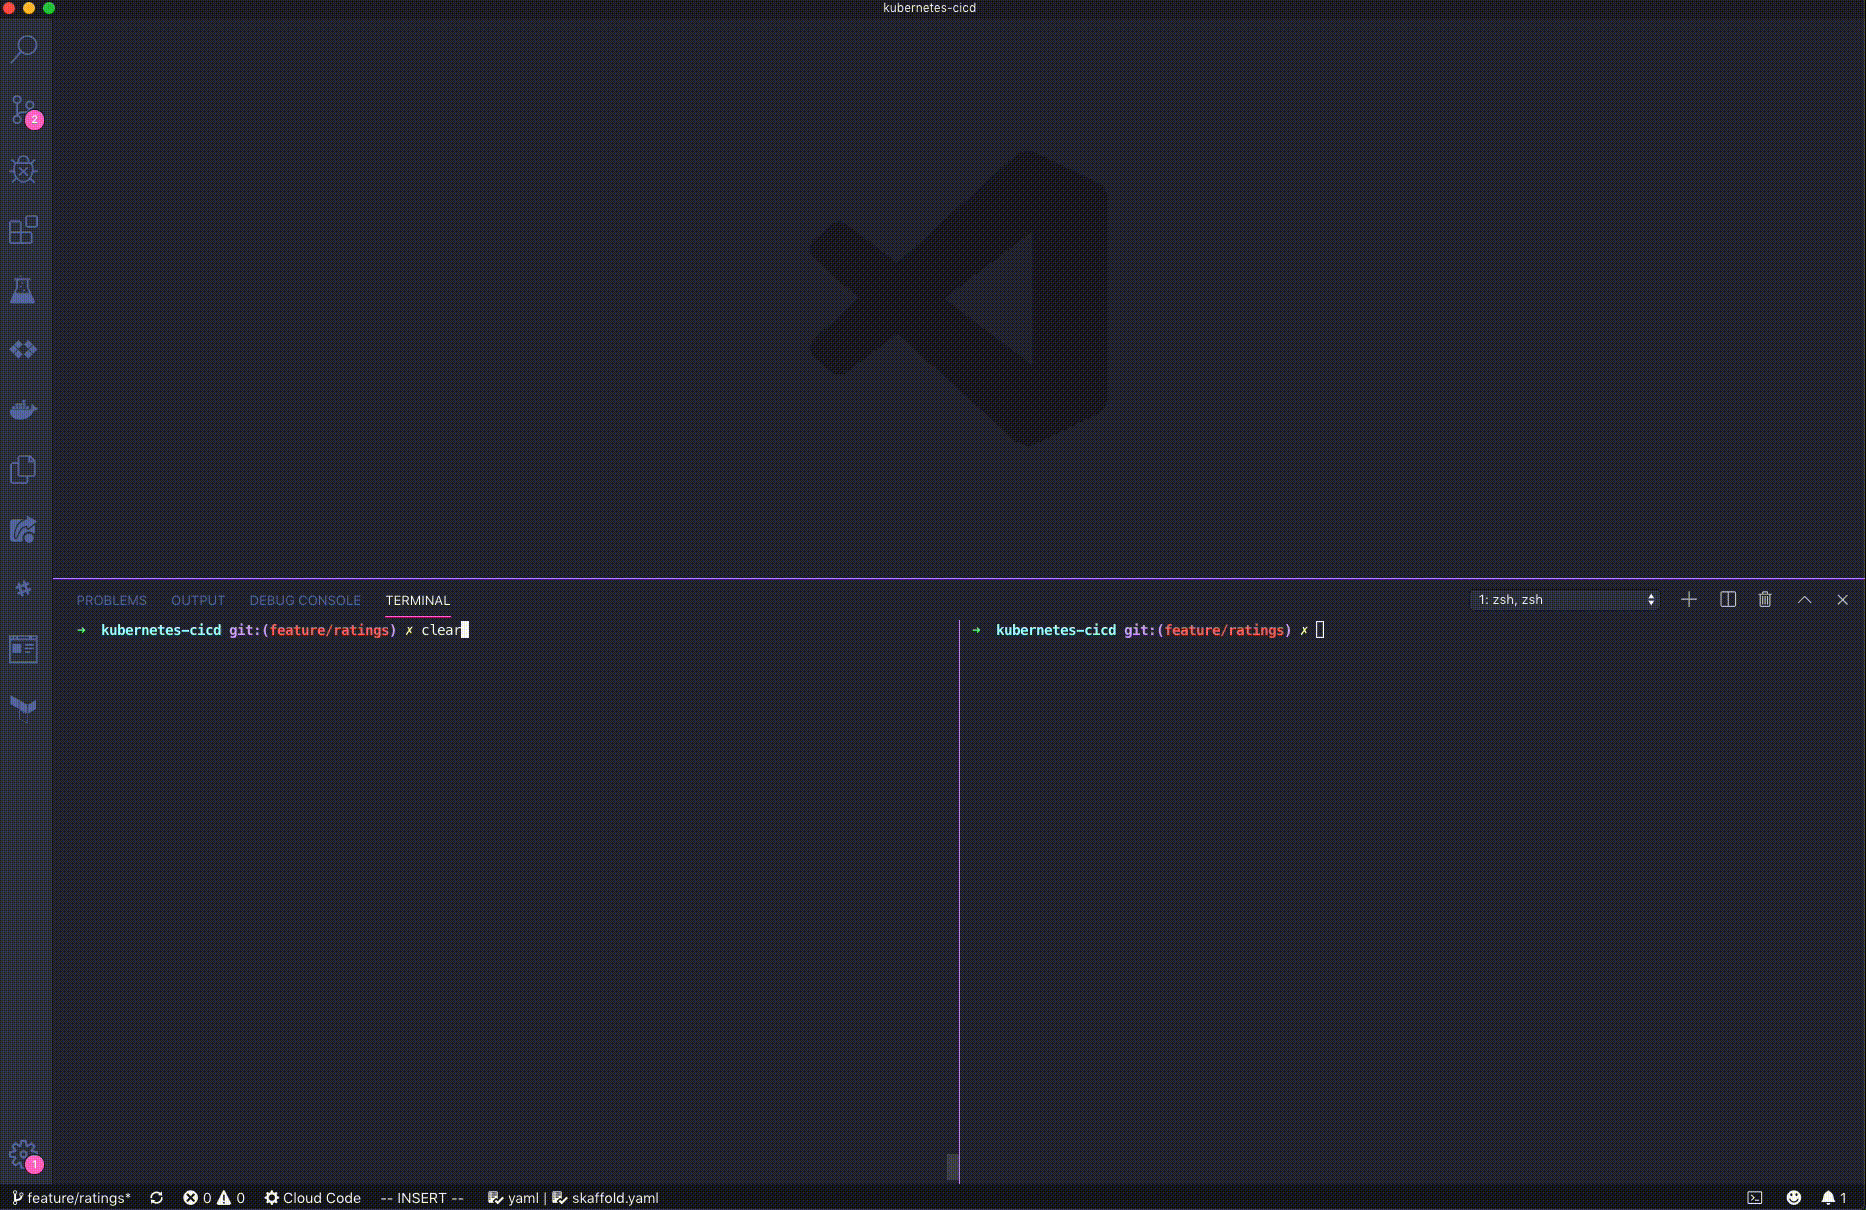 kubernetes-cicd
2
PROBLEMS OUTPUT DEBUG CONSOLE TERMINAL 1: zsh, zsh
➜ kubernetes-cicd git:(feature/ratings) ✗ clear
➜ kubernetes-cicd git:(feature/ratings) ✗
1
feature/ratings* 0 0 Cloud Code -- INSERT -- yaml | skaffold.yaml 1